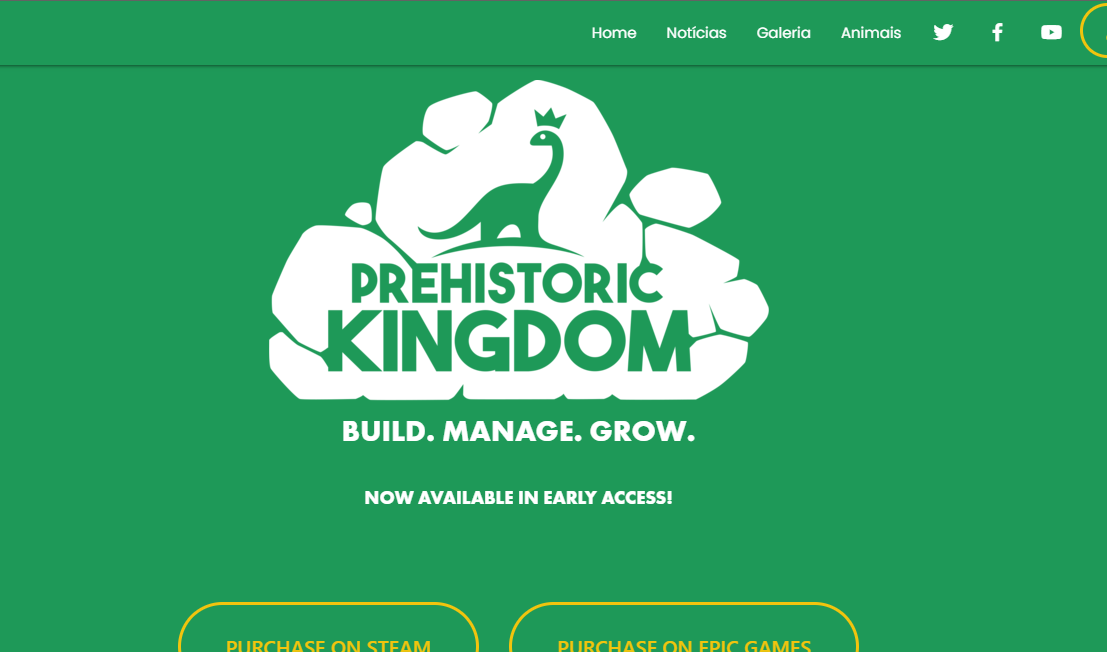 Home Notícias Galeria Animais
PREHISTORIC
KINGDOM
BUILD. MANAGE. GROW.
NOW AVAILABLE IN EARLY ACCESS!
PURCHASE ON STEAM PURCHASE ON EPIC GAMES